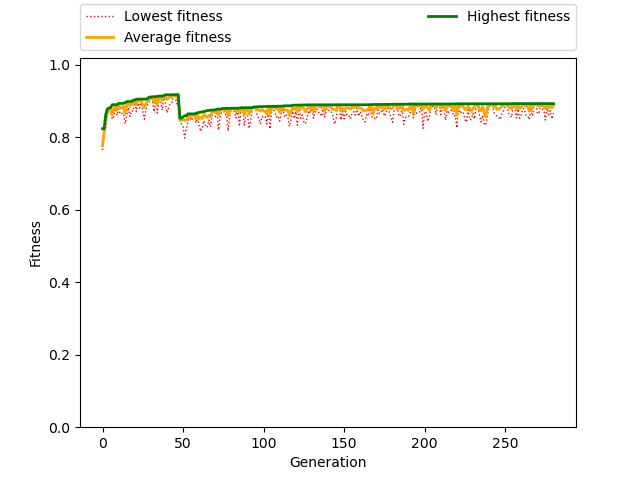 Lowest fitness
Average fitness
Highest fitness
1.0
0.8
0.6
0.4
0.2
0.0
Fitness
0 50 100 150 200 250
Generation